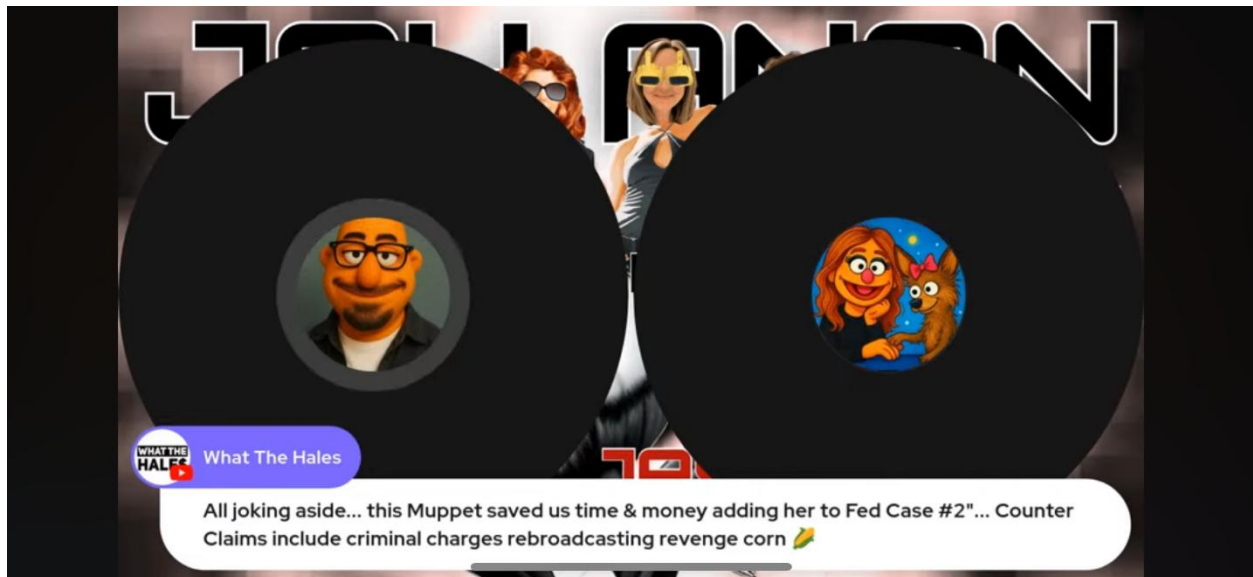 WHAT THE
HALES
What The Hales
All joking aside... this Muppet saved us time & money adding her to Fed Case #2"... Counter
Claims include criminal charges rebroadcasting revenge corn 🌽